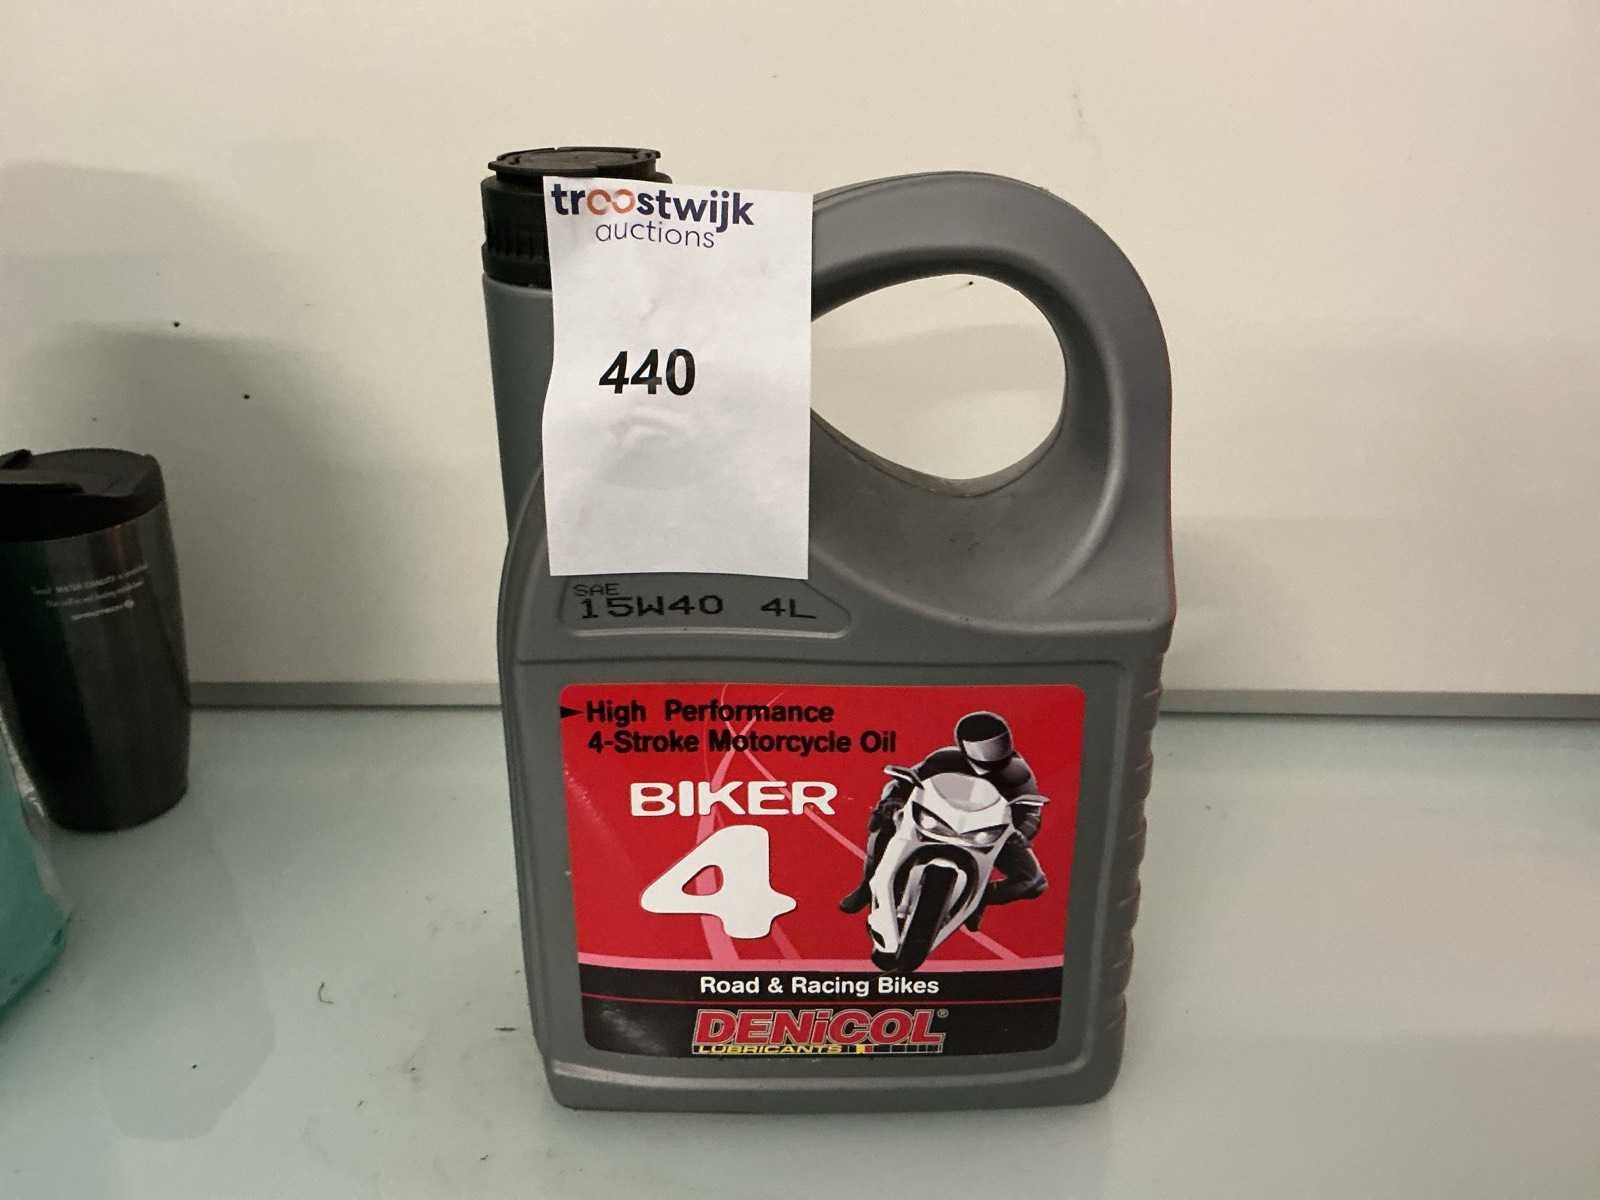 troostwijk
auctions
440
SAE
15W40 4L
High Performance
4-Stroke Motorcycle Oil
BIKER
4
Road & Racing Bikes
DENiCOL®
LUBRICANTS